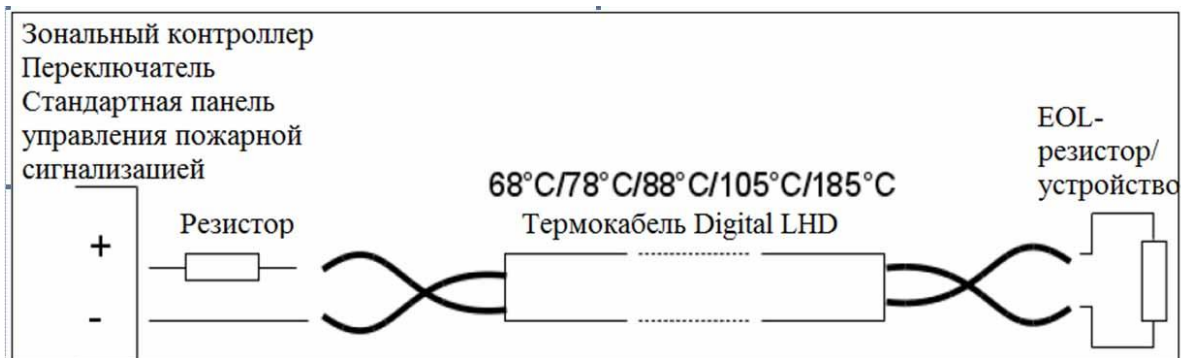 Зональный контроллер
Переключатель
Стандартная панель
управления пожарной
сигнализацией
EOL-
резистор/
устройство
68°C/78°C/88°C/105°C/185°C
Резистор
Термокабель Digital LHD
+
-